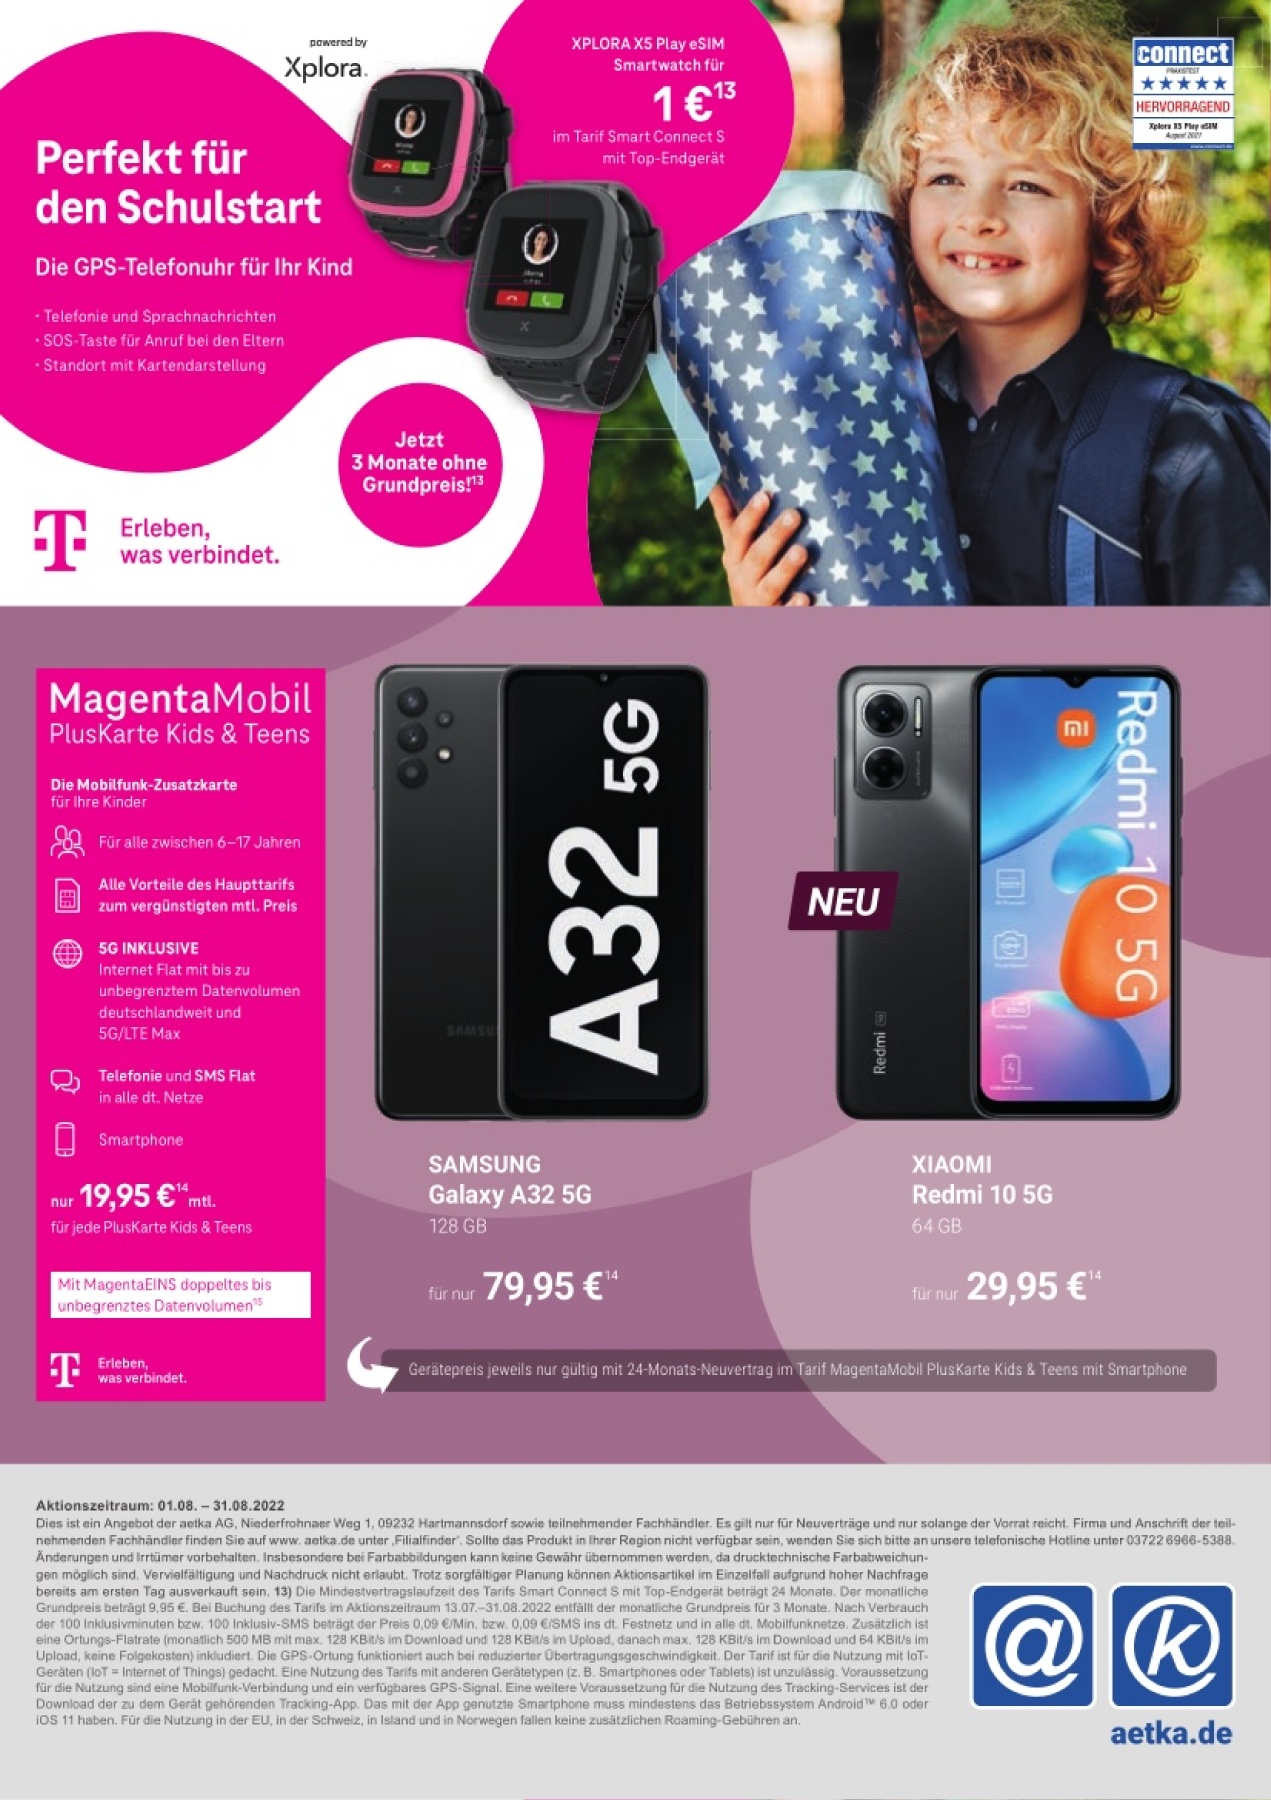 powered by
Xplora
XPLORA X5 Play eSIM
Smartwatch für
1 €13
im Tarif Smart Connect S
mit Top-Endgerät
connect
PRAXISTEST
HERVORRAGEND
Xplora X5 Play eSIM
August 2021
www.connect.de
Perfekt für
den Schulstart
Die GPS-Telefonuhr für Ihr Kind
· Telefonie und Sprachnachrichten
· SOS-Taste für Anruf bei den Eltern
· Standort mit Kartendarstellung
Jetzt
3 Monate ohne
Grundpreis!13
T
Erleben,
was verbindet.
MagentaMobil
PlusKarte Kids & Teens
Die Mobilfunk-Zusatzkarte
für Ihre Kinder
Für alle zwischen 6–17 Jahren
Alle Vorteile des Haupttarifs
zum vergünstigten mtl. Preis
5G INKLUSIVE
Internet Flat mit bis zu
unbegrenztem Datenvolumen
deutschlandweit und
5G/LTE Max
Telefonie und SMS Flat
in alle dt. Netze
Smartphone
nur 19,95 €14 mtl.
für jede PlusKarte Kids & Teens
Mit MagentaEINS doppeltes bis
unbegrenztes Datenvolumen15
T
Erleben,
was verbindet.
A32 5G
NEU
Redmi
Redmi 10 5G
SAMSUNG
Galaxy A32 5G
128 GB
für nur 79,95 €14
XIAOMI
Redmi 10 5G
64 GB
für nur 29,95 €14
Gerätepreis jeweils nur gültig mit 24-Monats-Neuvertrag im Tarif MagentaMobil PlusKarte Kids & Teens mit Smartphone
Aktionszeitraum: 01.08. – 31.08.2022
Dies ist ein Angebot der aetka AG, Niederfrohnaer Weg 1, 09232 Hartmannsdorf sowie teilnehmender Fachhändler. Es gilt nur für Neuverträge und nur solange der Vorrat reicht. Firma und Anschrift der teil-
nehmenden Fachhändler finden Sie auf www. aetka.de unter ‚Filialfinder'. Sollte das Produkt in Ihrer Region nicht verfügbar sein, wenden Sie sich bitte an unsere telefonische Hotline unter 03722 6966-5388.
Änderungen und Irrtümer vorbehalten. Insbesondere bei Farbabbildungen kann keine Gewähr übernommen werden, da drucktechnische Farbabweichun-
gen möglich sind. Vervielfältigung und Nachdruck nicht erlaubt. Trotz sorgfältiger Planung können Aktionsartikel im Einzelfall aufgrund hoher Nachfrage
bereits am ersten Tag ausverkauft sein. 13) Die Mindestvertragslaufzeit des Tarifs Smart Connect S mit Top-Endgerät beträgt 24 Monate. Der monatliche
Grundpreis beträgt 9,95 €. Bei Buchung des Tarifs im Aktionszeitraum 13.07.–31.08.2022 entfällt der monatliche Grundpreis für 3 Monate. Nach Verbrauch
der 100 Inklusivminuten bzw. 100 Inklusiv-SMS beträgt der Preis 0,09 €/Min. bzw. 0,09 €/SMS ins dt. Festnetz und in alle dt. Mobilfunknetze. Zusätzlich ist
eine Ortungs-Flatrate (monatlich 500 MB mit max. 128 KBit/s im Download und 128 KBit/s im Upload, danach max. 128 KBit/s im Download und 64 KBit/s im
Upload, keine Folgekosten) inkludiert. Die GPS-Ortung funktioniert auch bei reduzierter Übertragungsgeschwindigkeit. Der Tarif ist für die Nutzung mit IoT-
Geräten (IoT = Internet of Things) gedacht. Eine Nutzung des Tarifs mit anderen Gerätetypen (z. B. Smartphones oder Tablets) ist unzulässig. Voraussetzung
für die Nutzung sind eine Mobilfunk-Verbindung und ein verfügbares GPS-Signal. Eine weitere Voraussetzung für die Nutzung des Tracking-Services ist der
Download der zu dem Gerät gehörenden Tracking-App. Das mit der App genutzte Smartphone muss mindestens das Betriebssystem Android™ 6.0 oder
iOS 11 haben. Für die Nutzung in der EU, in der Schweiz, in Island und in Norwegen fallen keine zusätzlichen Roaming-Gebühren an.
@ k
aetka.de